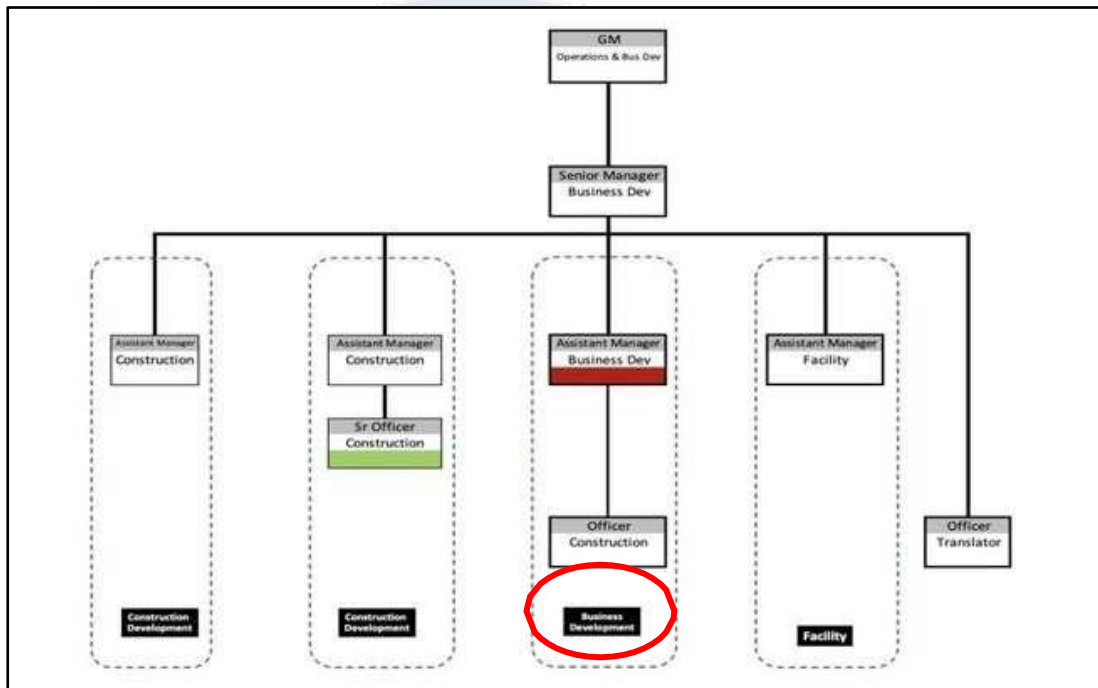 GM
Operations & Bus Dev
Senior Manager
Business Dev
Assistant Manager
Construction
Assistant Manager
Construction
Assistant Manager
Business Dev
Assistant Manager
Facility
Sr Officer
Construction
Officer
Construction
Officer
Translator
Construction
Development
Construction
Development
Business
Development
Facility